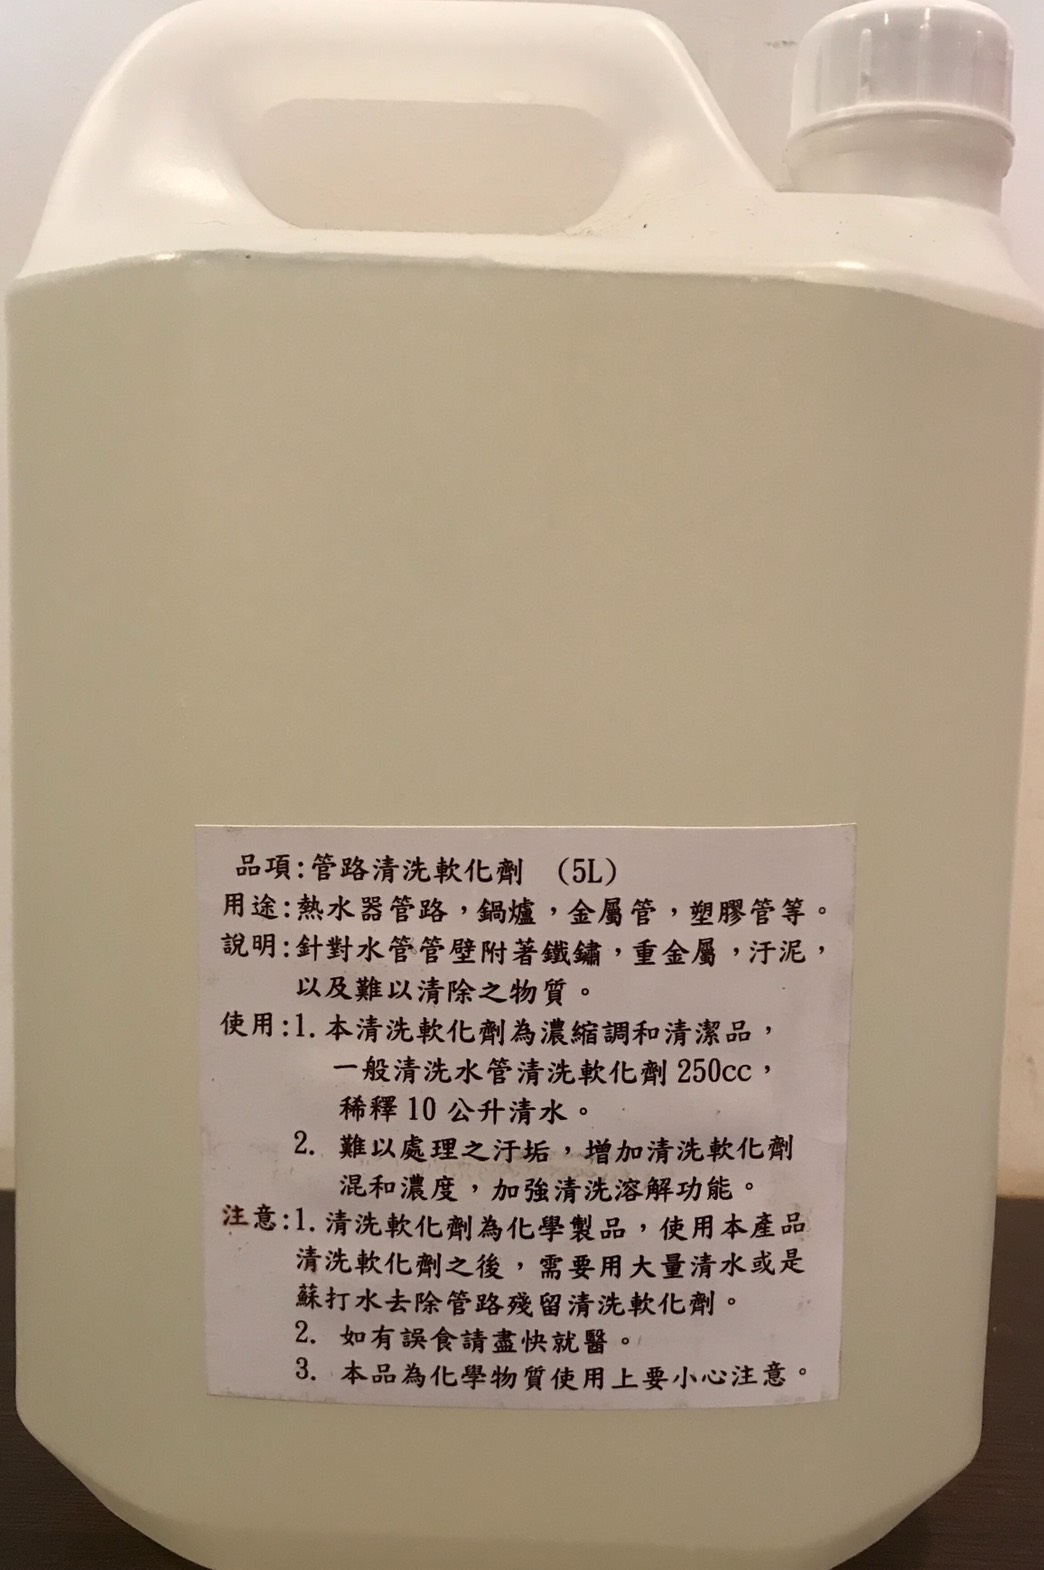 品項:管路清洗軟化劑 (5L)
用途:熱水器管路,鍋爐,金屬管,塑膠管等。
說明:針對水管管壁附著鐵鏽,重金屬,汙泥,
以及難以清除之物質。
使用:1.本清洗軟化劑為濃縮調和清潔品,
一般清洗水管清洗軟化劑250cc,
稀釋10公升清水。
2. 難以處理之汙垢,增加清洗軟化劑
混和濃度,加強清洗溶解功能。
注意:1.清洗軟化劑為化學製品,使用本產品
清洗軟化劑之後,需要用大量清水或是
蘇打水去除管路殘留清洗軟化劑。
2. 如有誤食請盡快就醫。
3. 本品為化學物質使用上要小心注意。